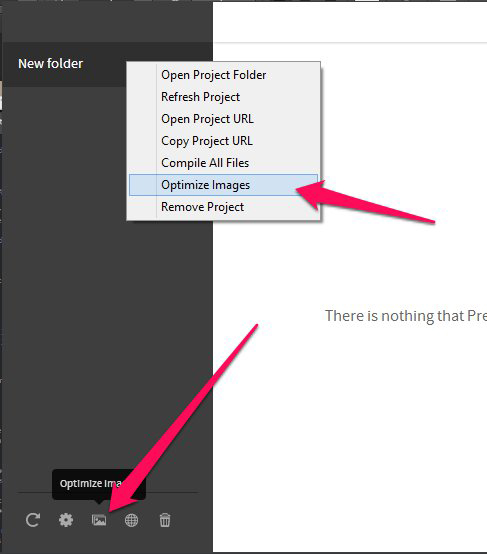 New folder
Open Project Folder
Refresh Project
Open Project URL
Copy Project URL
Compile All Files
Optimize Images
Remove Project
There is nothing that Pre
Optimize Ima